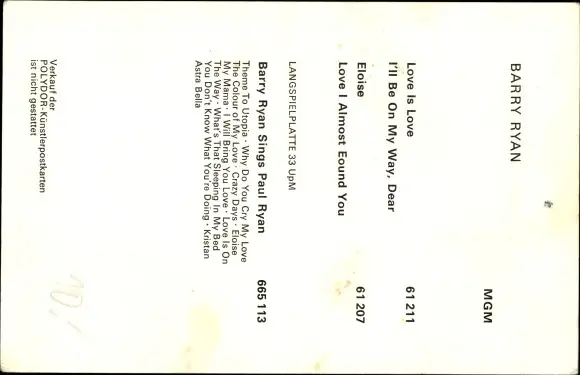 BARRY RYAN
MGM
Love Is Love
I'll Be On My Way, Dear
61 211
Eloise
Love I Almost Eound You
61 207
LANGSPIELPLATTE 33 UpM
Barry Ryan Sings Paul Ryan
665 113
Theme To Utopia · Why Do You Cry My Love
The Colour of My Love · Crazy Days · Eloise
My Mama · I Will Bring You Love · Love Is On
The Way · What's That Sleeping In My Bed
You Don't Know What You're Doing · Kristan
Astra Bella
Verkauf der
POLYDOR-Künstlerpostkarten
ist nicht gestattet
10,-